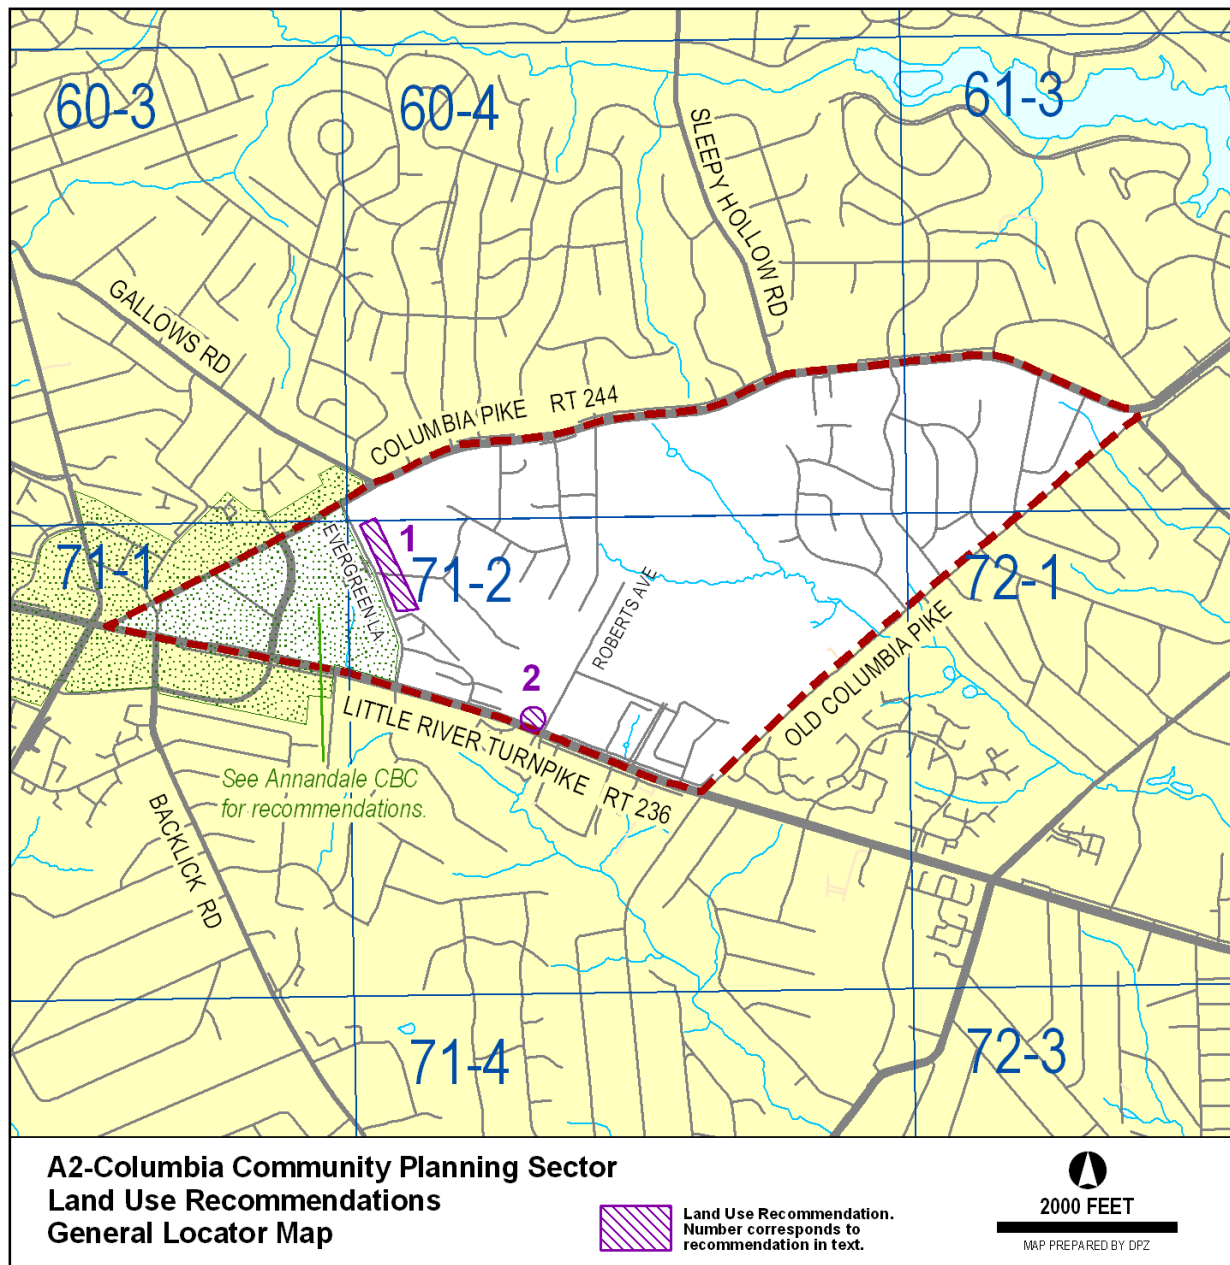 60-3
60-4
61-3
SLEEPY HOLLOW RD
GALLOWS RD
COLUMBIA PIKE RT 244
71-1
EVERGREEN LA
1
71-2
ROBERTS AVE
72-1
2
OLD COLUMBIA PIKE
LITTLE RIVER TURNPIKE RT 236
See Annandale CBC
for recommendations.
BACKLICK RD
71-4
72-3
A2-Columbia Community Planning Sector
Land Use Recommendations
General Locator Map
Land Use Recommendation.
Number corresponds to
recommendation in text.
2000 FEET
MAP PREPARED BY DPZ